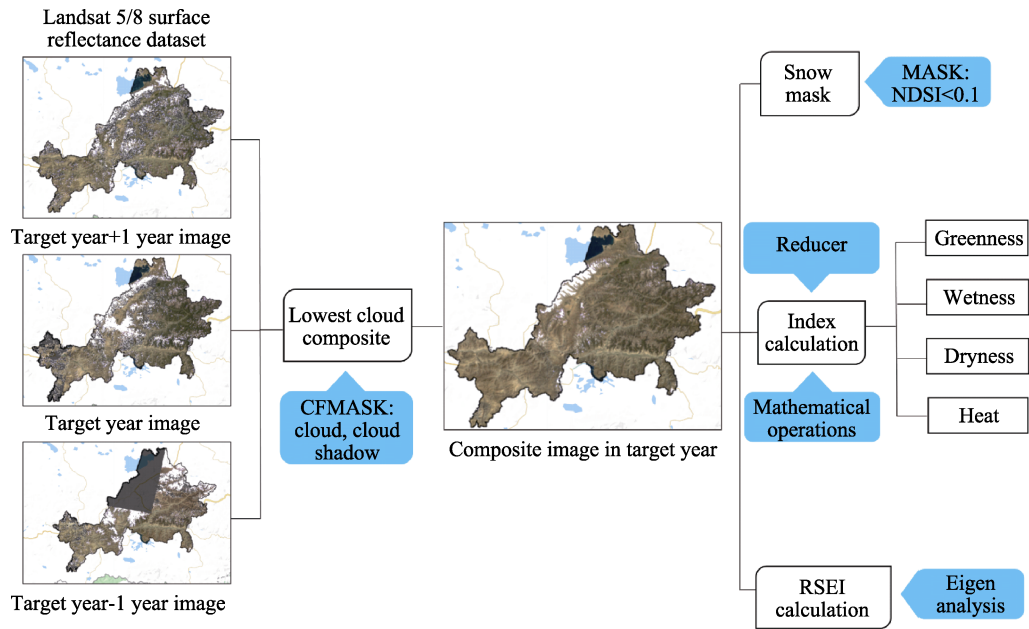 Landsat 5/8 surface
reflectance dataset
Target year+1 year image
Target year image
Target year-1 year image
Lowest cloud
composite
CFMASK:
cloud, cloud
shadow
Composite image in target year
Snow
mask
MASK:
NDSI<0.1
Reducer
Index
calculation
Mathematical
operations
Greenness
Wetness
Dryness
Heat
RSEI
calculation
Eigen
analysis